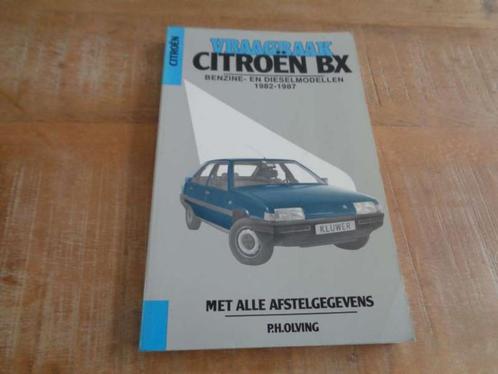 VRAAGBAAK
CITROËN BX
BENZINE- EN DIESELMODELLEN
1982-1987
CITROËN
KLUWER
MET ALLE AFSTELGEGEVENS
P.H.OLVING